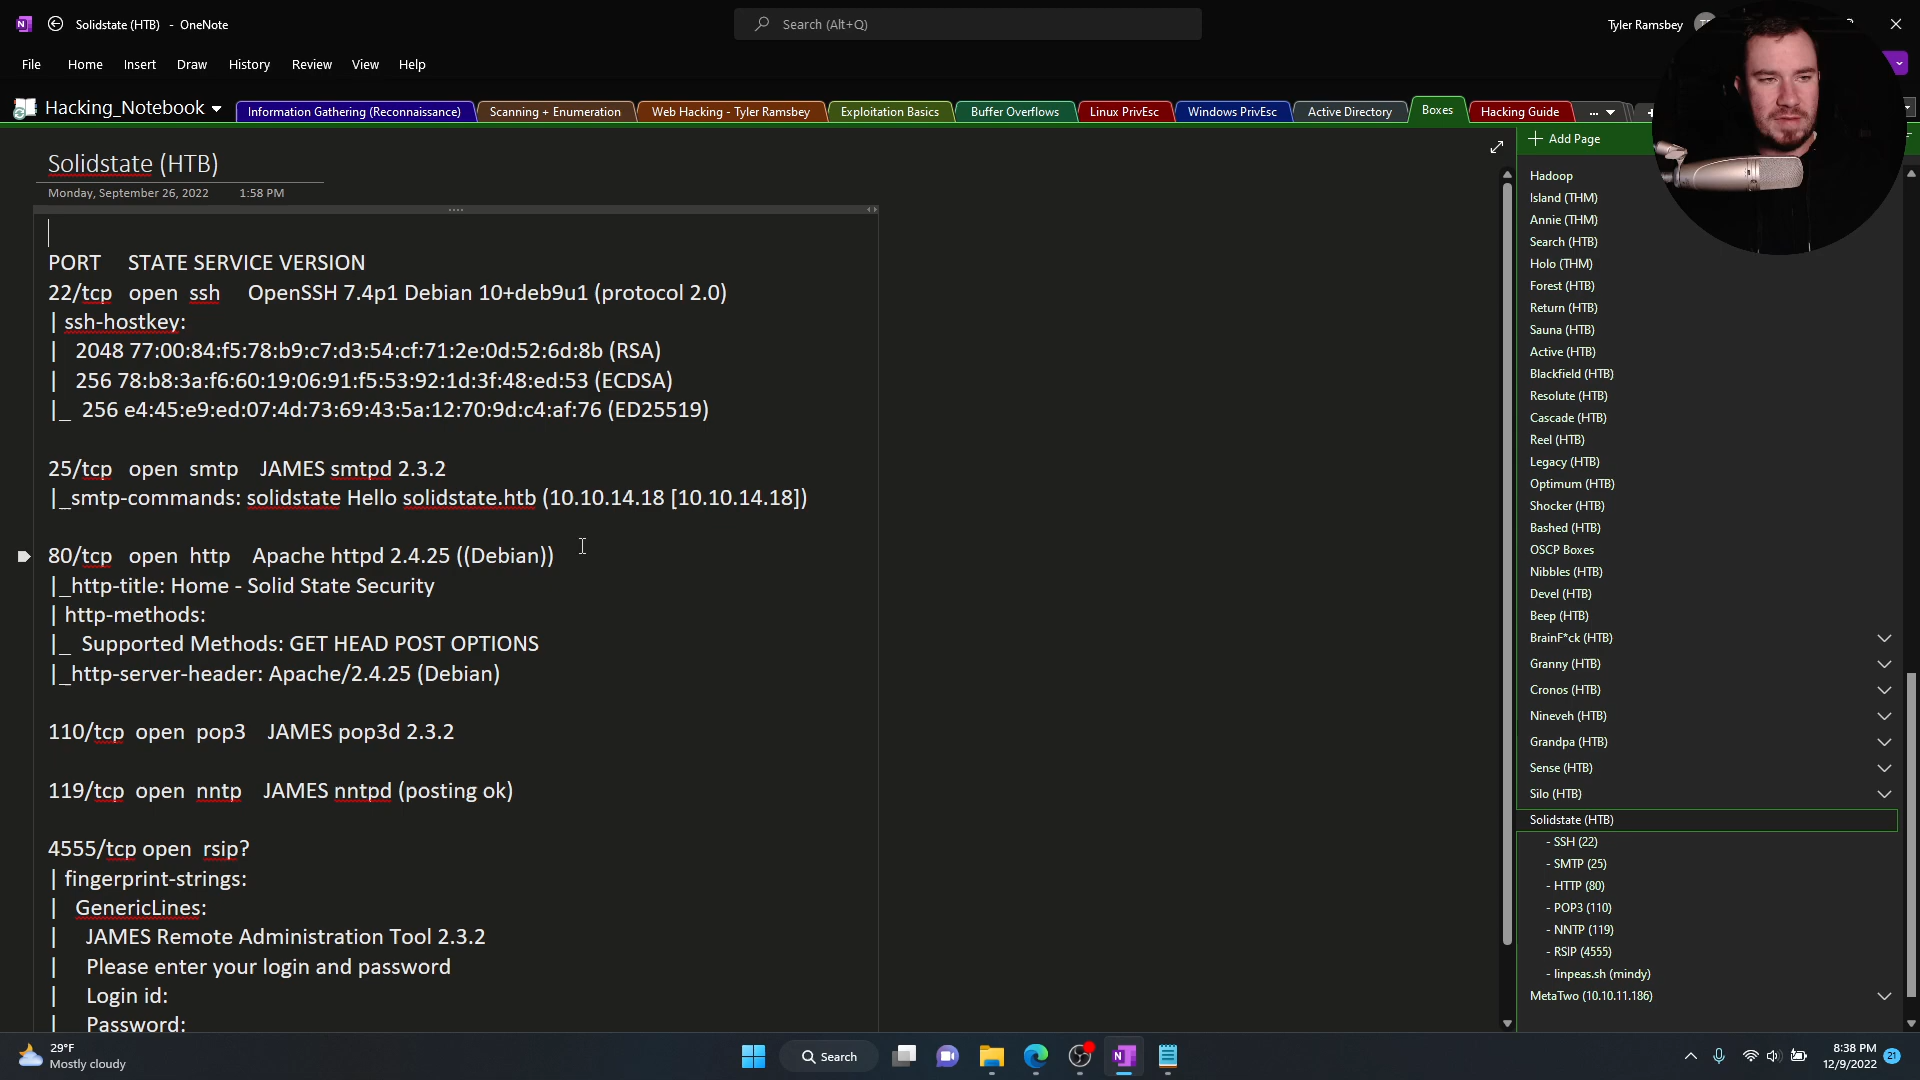 Solidstate (HTB) - OneNote
Search (Alt+Q)
Tyler Ramsbey
File Home Insert Draw History Review View Help
Hacking_Notebook
Information Gathering (Reconnaissance)
Scanning + Enumeration
Web Hacking - Tyler Ramsbey
Exploitation Basics
Buffer Overflows
Linux PrivEsc
Windows PrivEsc
Active Directory
Boxes
Hacking Guide
...
Solidstate (HTB)
Monday, September 26, 2022 1:58 PM
PORT STATE SERVICE VERSION
22/tcp open ssh OpenSSH 7.4p1 Debian 10+deb9u1 (protocol 2.0)
| ssh-hostkey:
| 2048 77:00:84:f5:78:b9:c7:d3:54:cf:71:2e:0d:52:6d:8b (RSA)
| 256 78:b8:3a:f6:60:19:06:91:f5:53:92:1d:3f:48:ed:53 (ECDSA)
|_ 256 e4:45:e9:ed:07:4d:73:69:43:5a:12:70:9d:c4:af:76 (ED25519)
25/tcp open smtp JAMES smtpd 2.3.2
|_smtp-commands: solidstate Hello solidstate.htb (10.10.14.18 [10.10.14.18])
80/tcp open http Apache httpd 2.4.25 ((Debian))
|_http-title: Home - Solid State Security
| http-methods:
|_ Supported Methods: GET HEAD POST OPTIONS
|_http-server-header: Apache/2.4.25 (Debian)
110/tcp open pop3 JAMES pop3d 2.3.2
119/tcp open nntp JAMES nntpd (posting ok)
4555/tcp open rsip?
| fingerprint-strings:
| GenericLines:
| JAMES Remote Administration Tool 2.3.2
| Please enter your login and password
| Login id:
| Password:
Add Page
Hadoop
Island (THM)
Annie (THM)
Search (HTB)
Holo (THM)
Forest (HTB)
Return (HTB)
Sauna (HTB)
Active (HTB)
Blackfield (HTB)
Resolute (HTB)
Cascade (HTB)
Reel (HTB)
Legacy (HTB)
Optimum (HTB)
Shocker (HTB)
Bashed (HTB)
OSCP Boxes
Nibbles (HTB)
Devel (HTB)
Beep (HTB)
BrainF*ck (HTB)
Granny (HTB)
Cronos (HTB)
Nineveh (HTB)
Grandpa (HTB)
Sense (HTB)
Silo (HTB)
Solidstate (HTB)
- SSH (22)
- SMTP (25)
- HTTP (80)
- POP3 (110)
- NNTP (119)
- RSIP (4555)
- linpeas.sh (mindy)
MetaTwo (10.10.11.186)
29°F
Mostly cloudy
Search
8:38 PM
12/9/2022
21